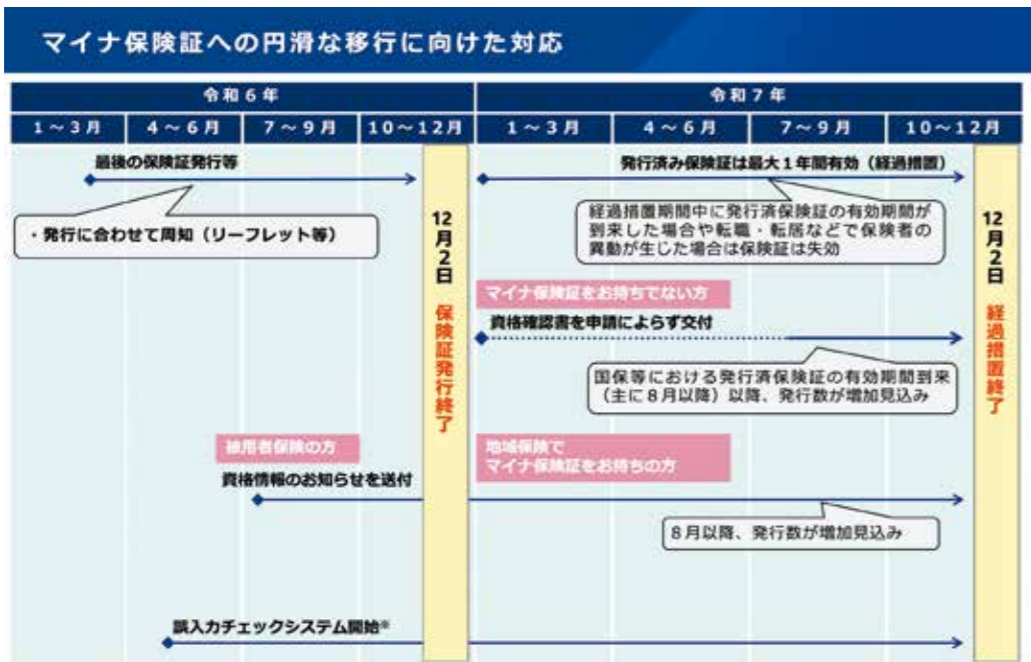 マイナ保険証への円滑な移行に向けた対応
令和6年
令和7年
1～3月
4～6月
7～9月
10～12月
1～3月
4～6月
7～9月
10～12月
最後の保険証発行等
・発行に合わせて周知（リーフレット等）
12月2日 保険証発行終了
発行済み保険証は最大1年間有効（経過措置）
経過措置期間中に発行済保険証の有効期間が
到来した場合や転職・転居などで保険者の
異動が生じた場合は保険証は失効
12月2日 経過措置終了
マイナ保険証をお持ちでない方
資格確認書を申請によらず交付
国保等における発行済保険証の有効期間到来
（主に8月以降）以降、発行数が増加見込み
被用者保険の方
資格情報のお知らせを送付
地域保険で
マイナ保険証をお持ちの方
8月以降、発行数が増加見込み
誤入力チェックシステム開始※